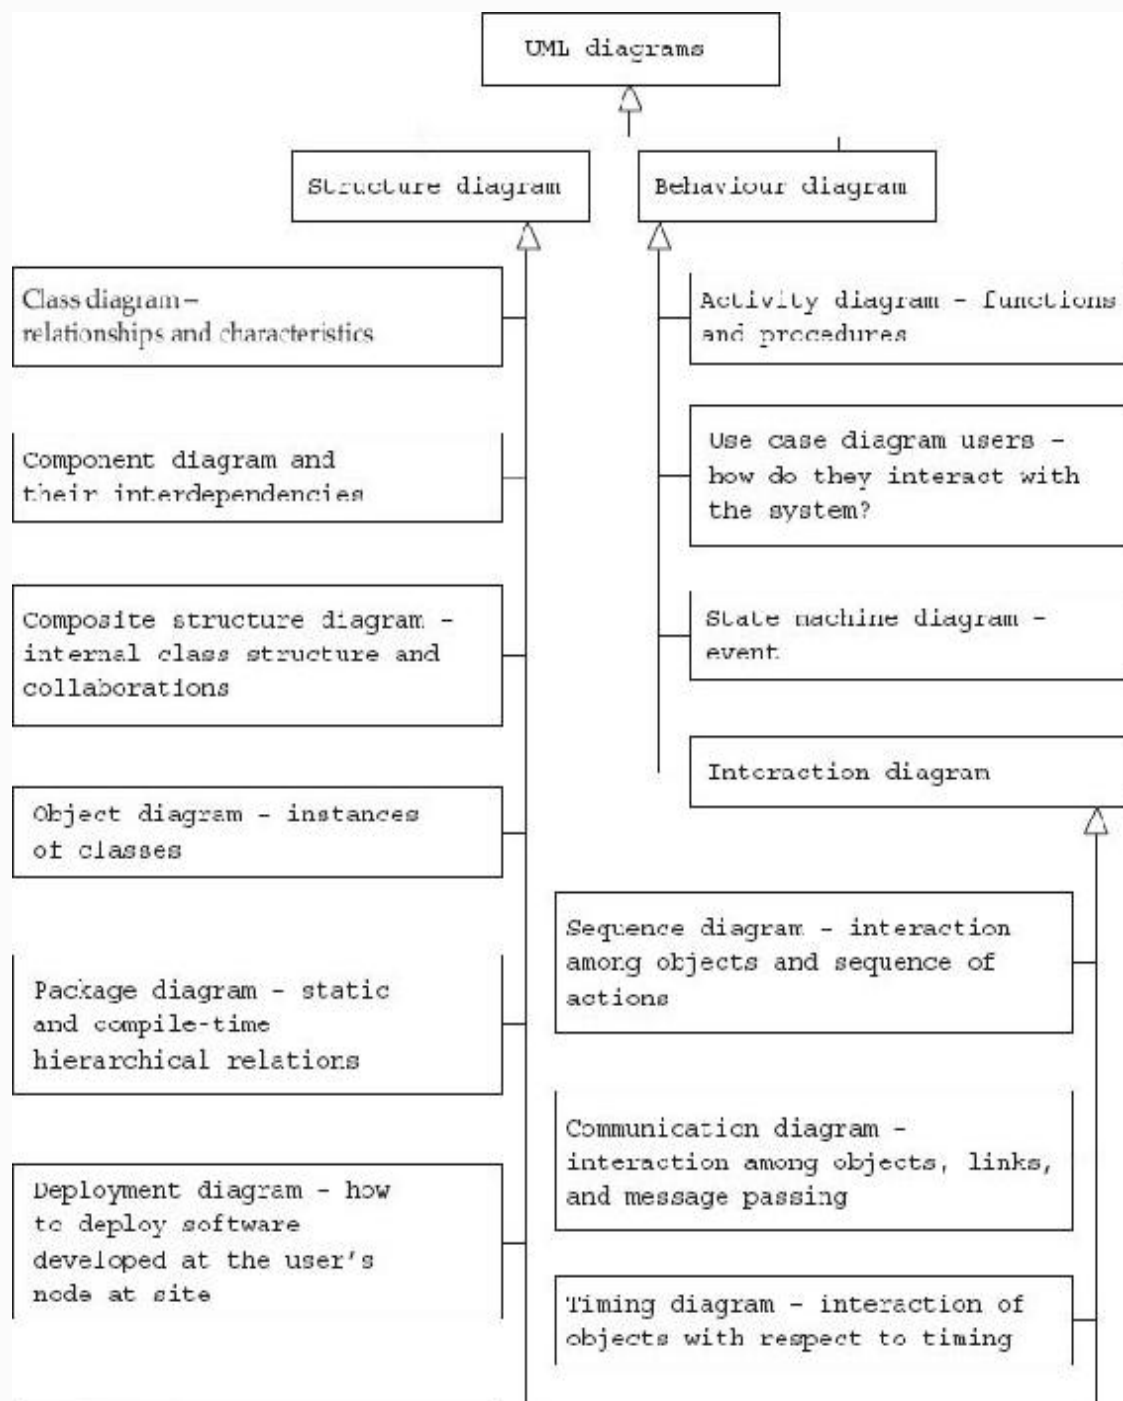 UML diagrams
Structure diagram
Behaviour diagram
Class diagram –
relationships and characteristics
Component diagram and
their interdependencies
Composite structure diagram –
internal class structure and
collaborations
Object diagram – instances
of classes
Package diagram – static
and compile-time
hierarchical relations
Deployment diagram – how
to deploy software
developed at the user's
node at site
Activity diagram – functions
and procedures
Use case diagram users –
how do they interact with
the system?
State machine diagram –
event
Interaction diagram
Sequence diagram – interaction
among objects and sequence of
actions
Communication diagram –
interaction among objects, links,
and message passing
Timing diagram – interaction of
objects with respect to timing